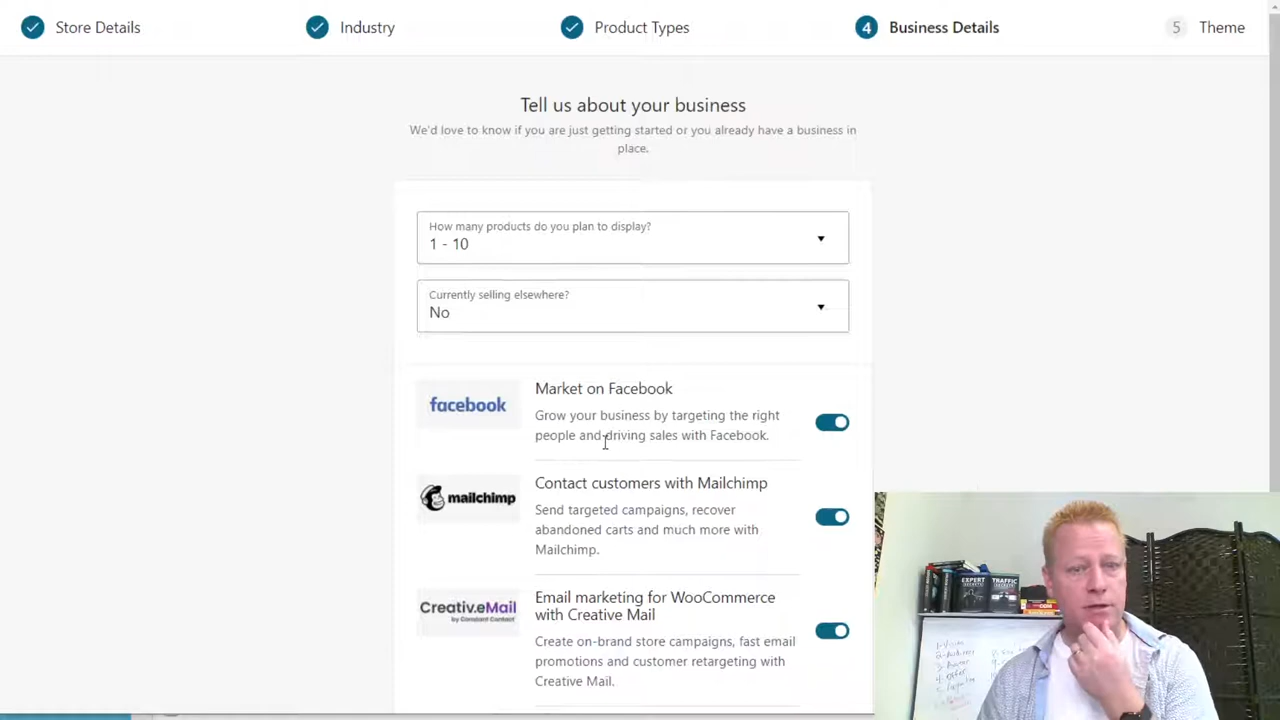 Store Details
Industry
Product Types
4 Business Details
5 Theme
Tell us about your business
We'd love to know if you are just getting started or you already have a business in
place.
How many products do you plan to display?
1 - 10
Currently selling elsewhere?
No
facebook
Market on Facebook
Grow your business by targeting the right
people and driving sales with Facebook.
mailchimp
Contact customers with Mailchimp
Send targeted campaigns, recover
abandoned carts and much more with
Mailchimp.
Creativ.eMail
by Constant Contact
Email marketing for WooCommerce
with Creative Mail
Create on-brand store campaigns, fast email
promotions and customer retargeting with
Creative Mail.
EXPERT
SECRETS
TRAFFIC
SECRETS